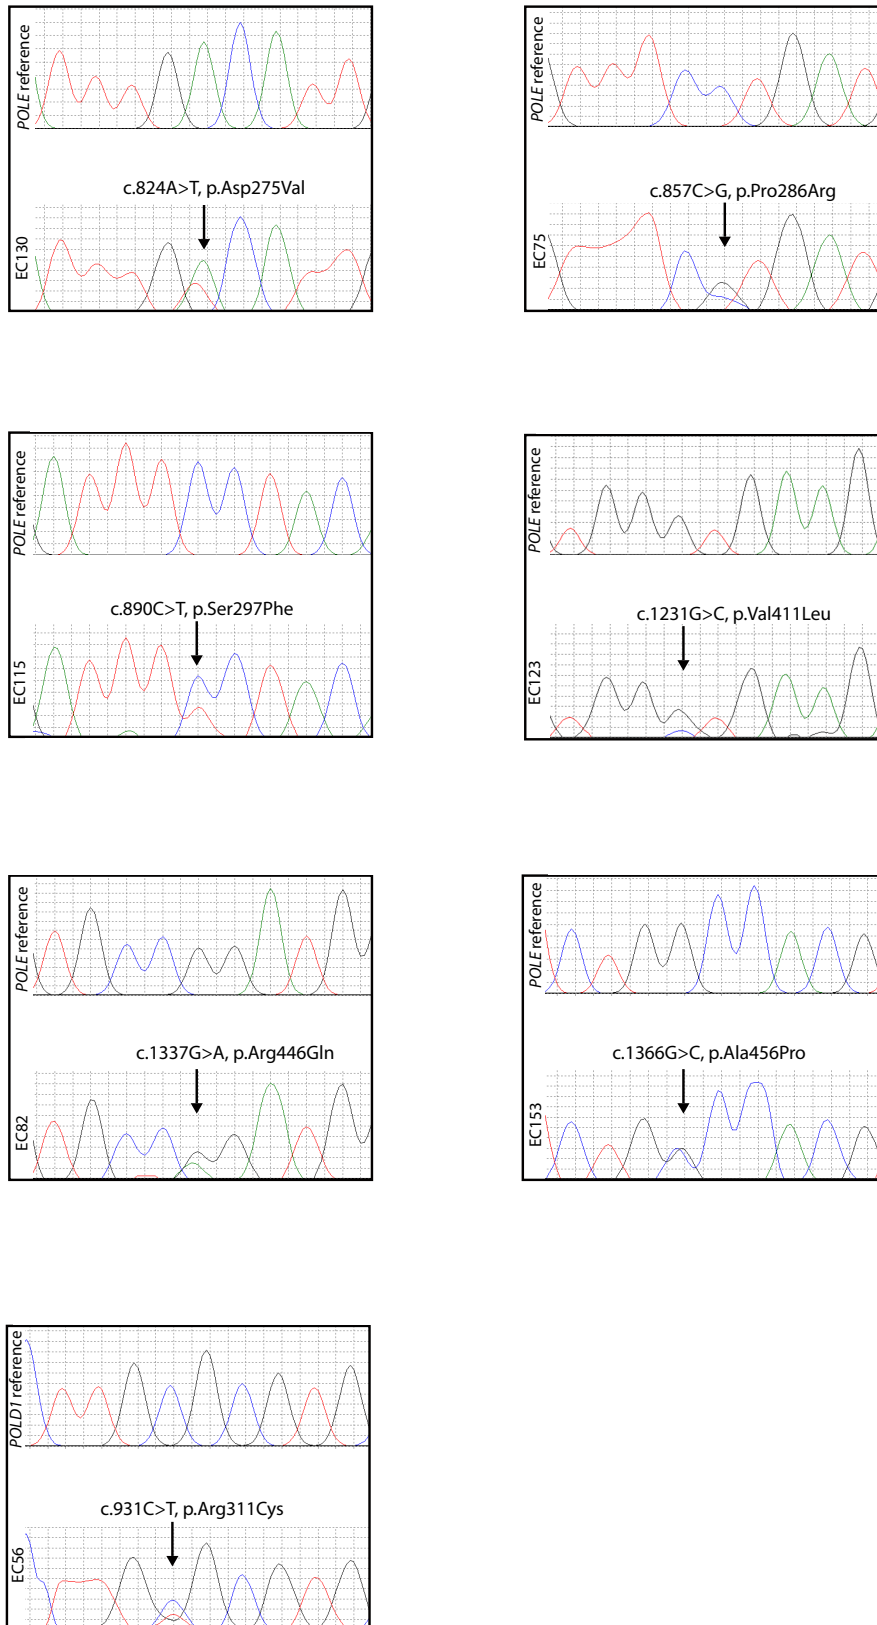 POLE reference
c.824A>T, p.Asp275Val
EC130
POLE reference
c.857C>G, p.Pro286Arg
EC75
POLE reference
c.890C>T, p.Ser297Phe
EC115
POLE reference
c.1231G>C, p.Val411Leu
EC123
POLE reference
c.1337G>A, p.Arg446Gln
EC82
POLE reference
c.1366G>C, p.Ala456Pro
EC153
POLD1 reference
c.931C>T, p.Arg311Cys
EC56